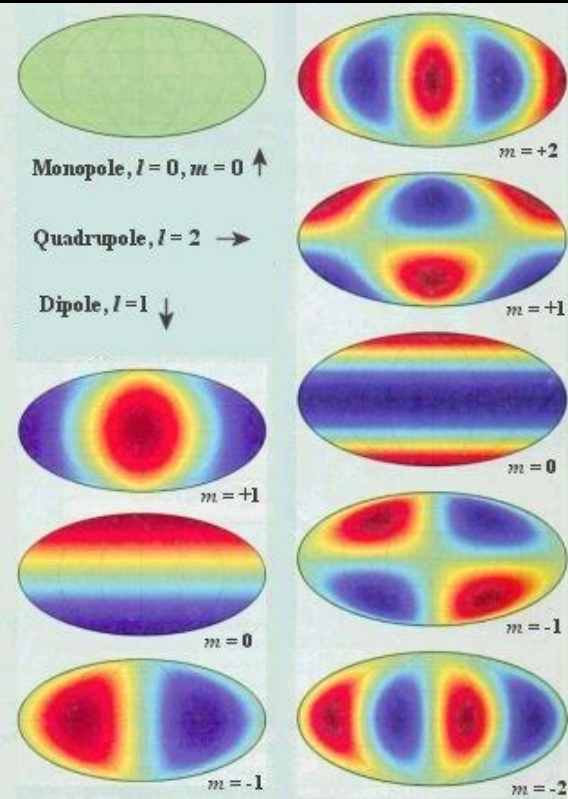 Monopole, l = 0, m = 0 ↑
Quadrupole, l = 2 →
Dipole, l =1 ↓
m = +1
m = 0
m = -1
m = +2
m = +1
m = 0
m = -1
m = -2